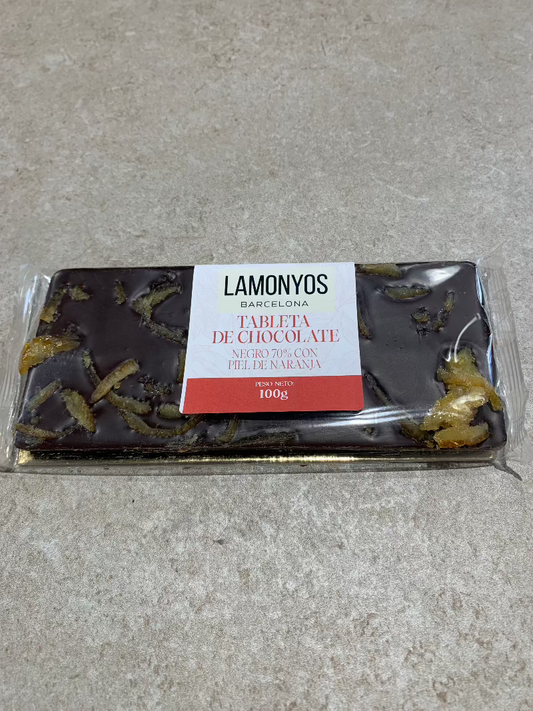 LAMONYOS
BARCELONA
TABLETA
DE CHOCOLATE
NEGRO 70% CON
PIEL DE NARANJA
PESO NETO:
100g